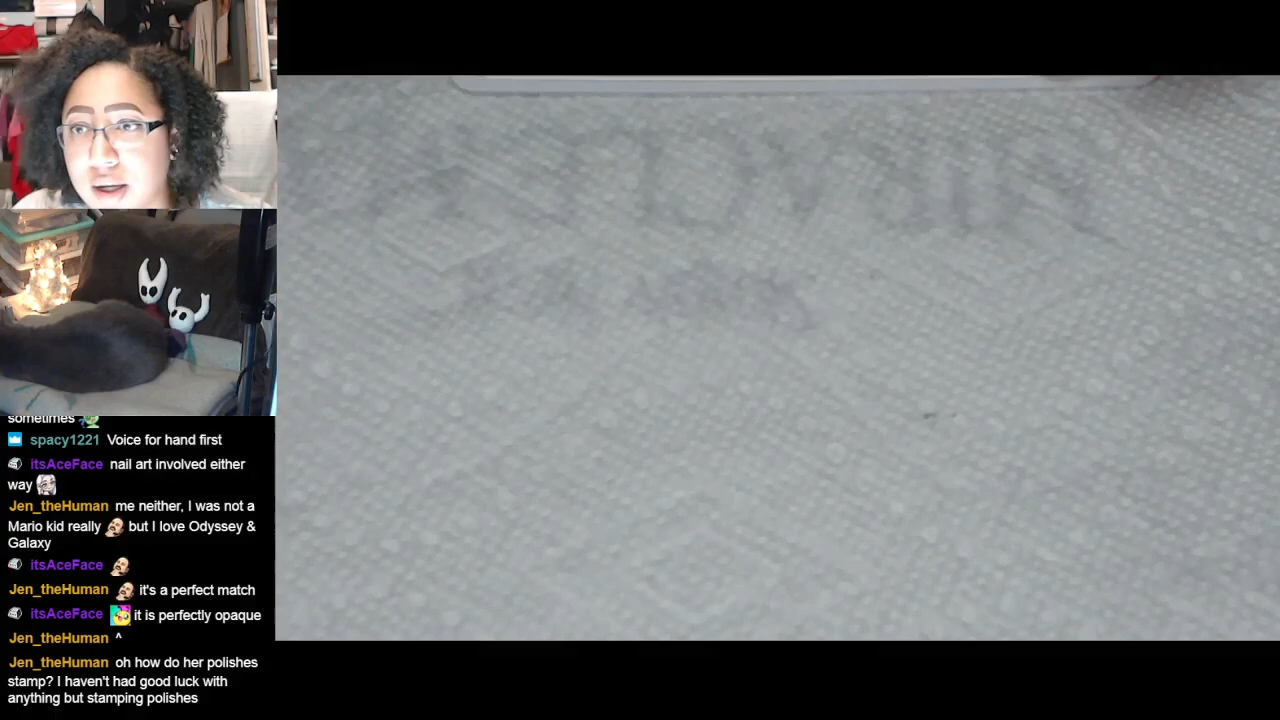 sometimes
spacy1221 Voice for hand first
itsAceFace nail art involved either
way
Jen_theHuman me neither, I was not a
Mario kid really but I love Odyssey &
Galaxy
itsAceFace
Jen_theHuman it's a perfect match
itsAceFace it is perfectly opaque
Jen_theHuman ^
Jen_theHuman oh how do her polishes
stamp? I haven't had good luck with
anything but stamping polishes